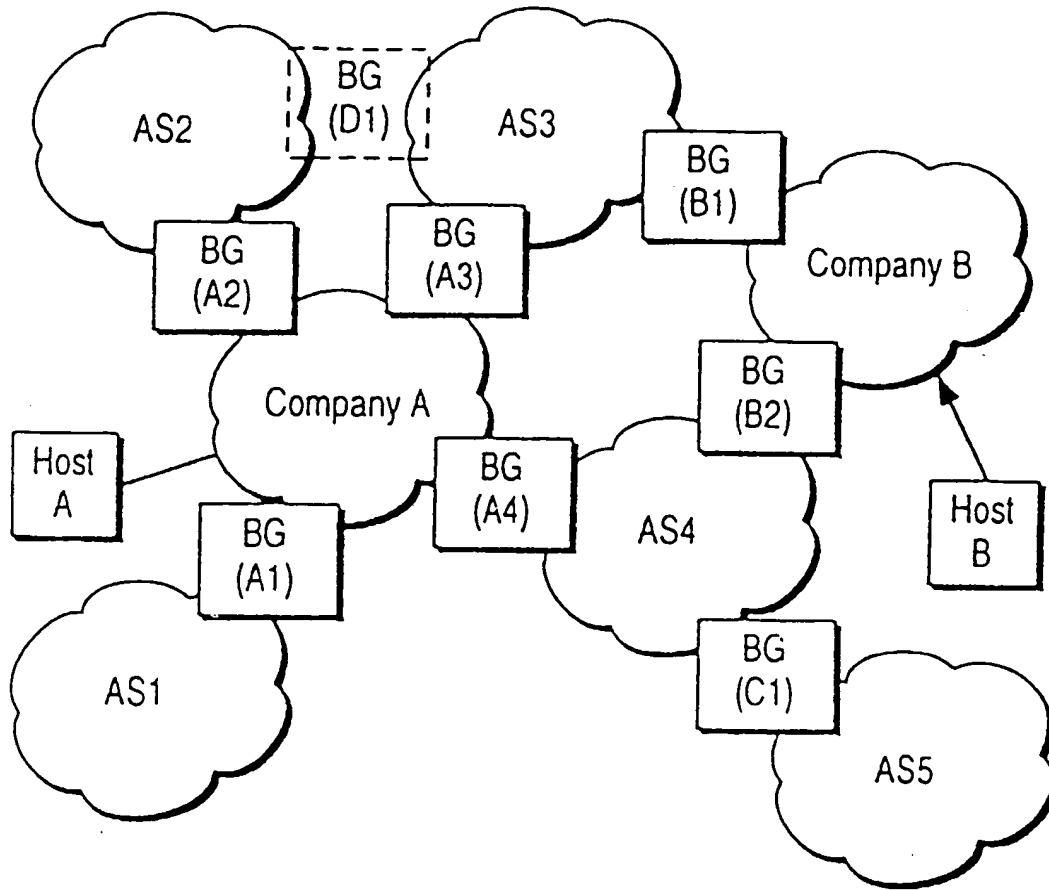 BG
(D1)
AS2
AS3
BG
(B1)
BG
(A2)
BG
(A3)
Company B
Company A
BG
(B2)
Host
A
BG
(A4)
Host
B
BG
(A1)
AS4
AS1
BG
(C1)
AS5